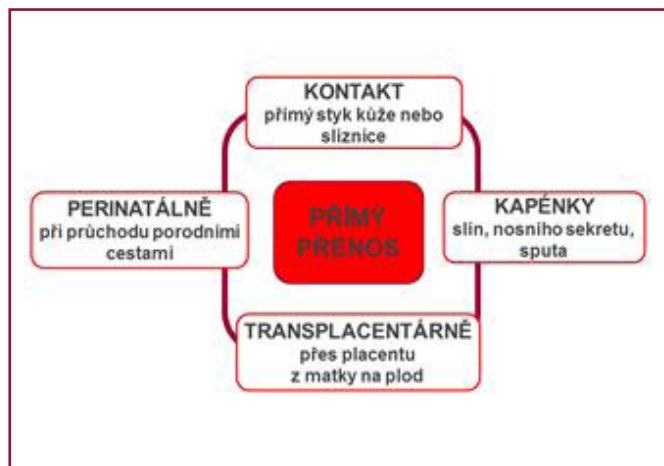 KONTAKT
přímý styk kůže nebo
sliznice
PERINATÁLNĚ
při průchodu porodními
cestami
PŘÍMÝ
PŘENOS
KAPÉNKY
slin, nosního sekretu,
sputa
TRANSPLACENTÁRNĚ
přes placentu
z matky na plod